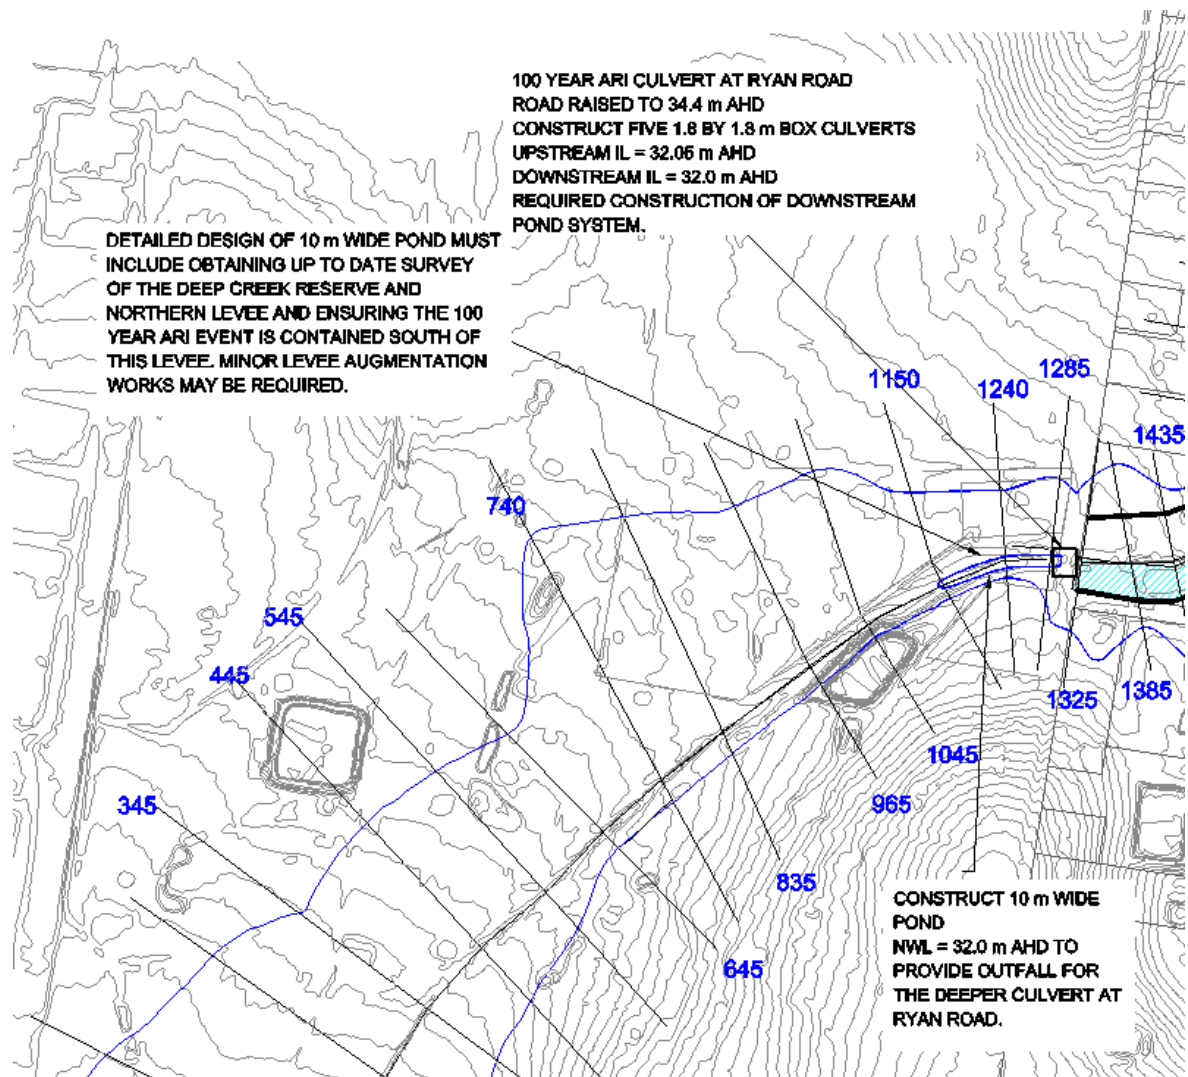 100 YEAR ARI CULVERT AT RYAN ROAD
ROAD RAISED TO 34.4 m AHD
CONSTRUCT FIVE 1.8 BY 1.8 m BOX CULVERTS
UPSTREAM IL = 32.05 m AHD
DOWNSTREAM IL = 32.0 m AHD
REQUIRED CONSTRUCTION OF DOWNSTREAM
POND SYSTEM.
DETAILED DESIGN OF 10 m WIDE POND MUST
INCLUDE OBTAINING UP TO DATE SURVEY
OF THE DEEP CREEK RESERVE AND
NORTHERN LEVEE AND ENSURING THE 100
YEAR ARI EVENT IS CONTAINED SOUTH OF
THIS LEVEE. MINOR LEVEE AUGMENTATION
WORKS MAY BE REQUIRED.
1150
1240
1285
1435
740
545
445
345
1325
1385
1045
965
835
645
CONSTRUCT 10 m WIDE
POND
NWL = 32.0 m AHD TO
PROVIDE OUTFALL FOR
THE DEEPER CULVERT AT
RYAN ROAD.